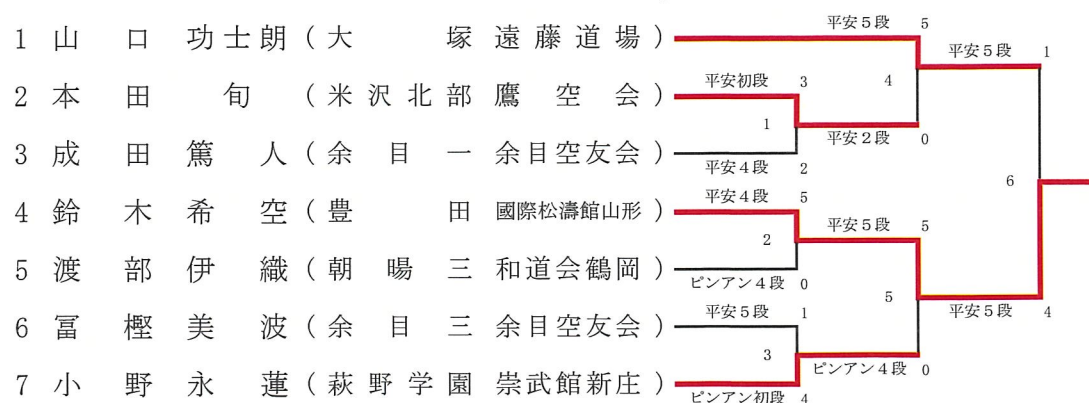 平安5段 5
1 山口功士朗（大塚 遠藤道場）
平安5段 1
平安初段 3
4
2 本田旬（米沢北部 鷹空会）
1
平安2段 0
3 成田篤人（余目一 余目空友会）
平安4段 2
6
平安4段 5
4 鈴木希空（豊田 國際松濤館山形）
平安5段 5
2
5 渡部伊織（朝暘三 和道会鶴岡）
ピンアン4段 0
5
平安5段 1
平安5段 4
6 冨樫美波（余目三 余目空友会）
3
ピンアン4段 0
7 小野永蓮（萩野学園 崇武館新庄）
ピンアン初段 4